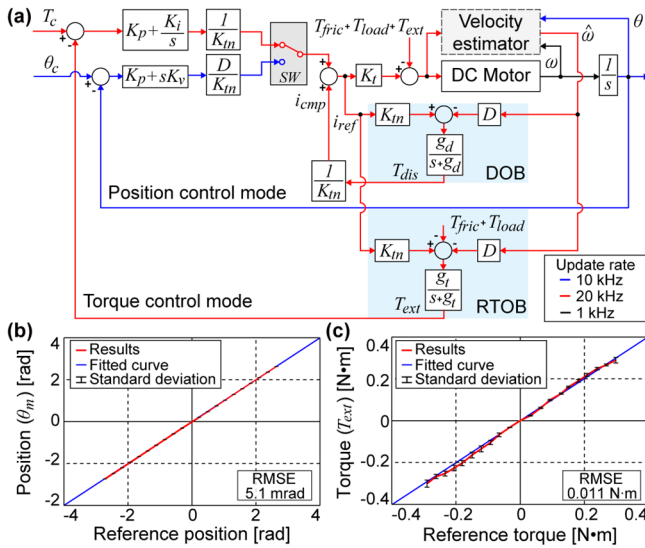 (a)
T_c
K_p+K_i/s
1/K_tn
T_fric+T_load+T_ext
Velocity
estimator
θ
ω̂
θ_c
K_p+sK_v
D/K_tn
SW
K_t
DC Motor
ω
1/s
i_cmp
i_ref
K_tn
D
g_d/s+g_d
1/K_tn
T_dis
DOB
Position control mode
T_fric+T_load
K_tn
D
g_t/s+g_t
T_ext
RTOB
Torque control mode
Update rate
10 kHz
20 kHz
1 kHz
(b)
Position (θ_m) [rad]
4
2
0
-2
-2
Results
Fitted curve
Standard deviation
RMSE
5.1 mrad
-4 -2 0 2 4
Reference position [rad]
(c)
Torque (T_ext) [N•m]
0.4
0.2
0
-0.2
-0.4
Results
Fitted curve
Standard deviation
RMSE
0.011 N·m
-0.4 -0.2 0 0.2 0.4
Reference torque [N•m]